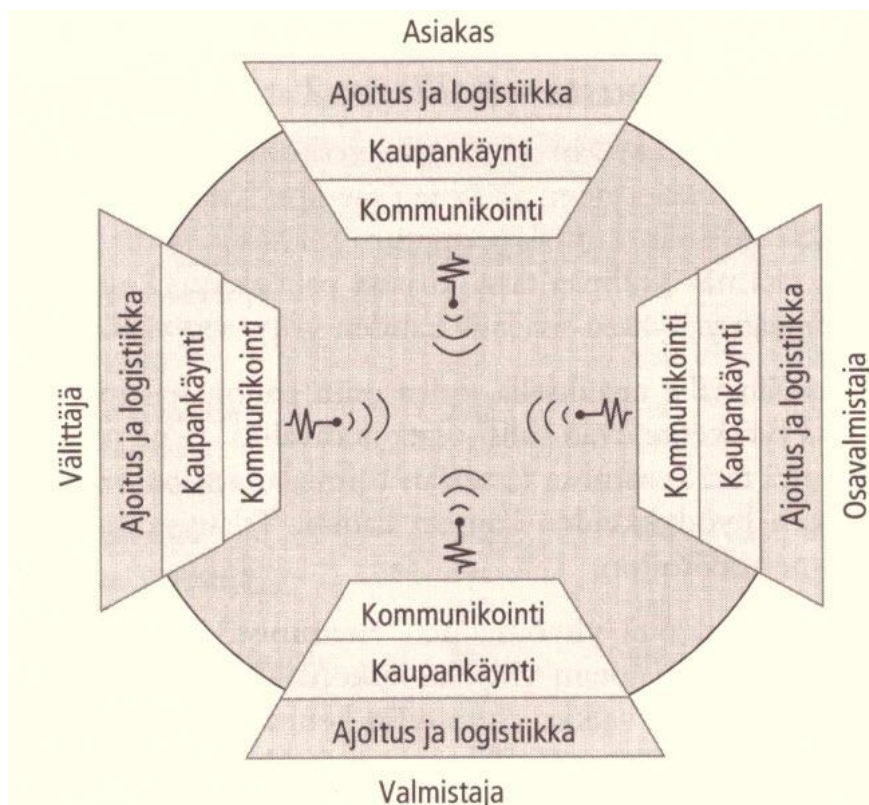 Asiakas
Ajoitus ja logistiikka
Kaupankäynti
Kommunikointi
Välittäjä
Ajoitus ja logistiikka
Kaupankäynti
Kommunikointi
Kommunikointi
Kaupankäynti
Ajoitus ja logistiikka
Osavalmistaja
Kommunikointi
Kaupankäynti
Ajoitus ja logistiikka
Valmistaja